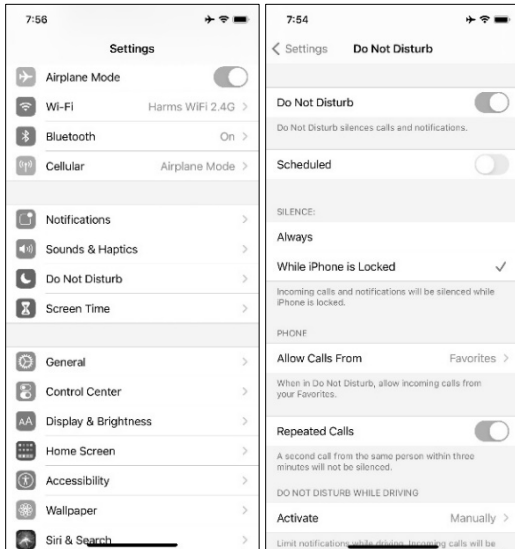 7:56
Settings
Airplane Mode
Wi-Fi Harms WiFi 2.4G
Bluetooth On
Cellular Airplane Mode
Notifications
Sounds & Haptics
Do Not Disturb
Screen Time
General
Control Center
AA Display & Brightness
Home Screen
Accessibility
Wallpaper
Siri & Search
7:54
Settings Do Not Disturb
Do Not Disturb
Do Not Disturb silences calls and notifications.
Scheduled
SILENCE:
Always
While iPhone is Locked
Incoming calls and notifications will be silenced while
iPhone is locked.
PHONE
Allow Calls From Favorites
When in Do Not Disturb, allow incoming calls from
your Favorites.
Repeated Calls
A second call from the same person within three
minutes will not be silenced.
DO NOT DISTURB WHILE DRIVING
Activate Manually
Limit notifications while driving. Incoming calls will be